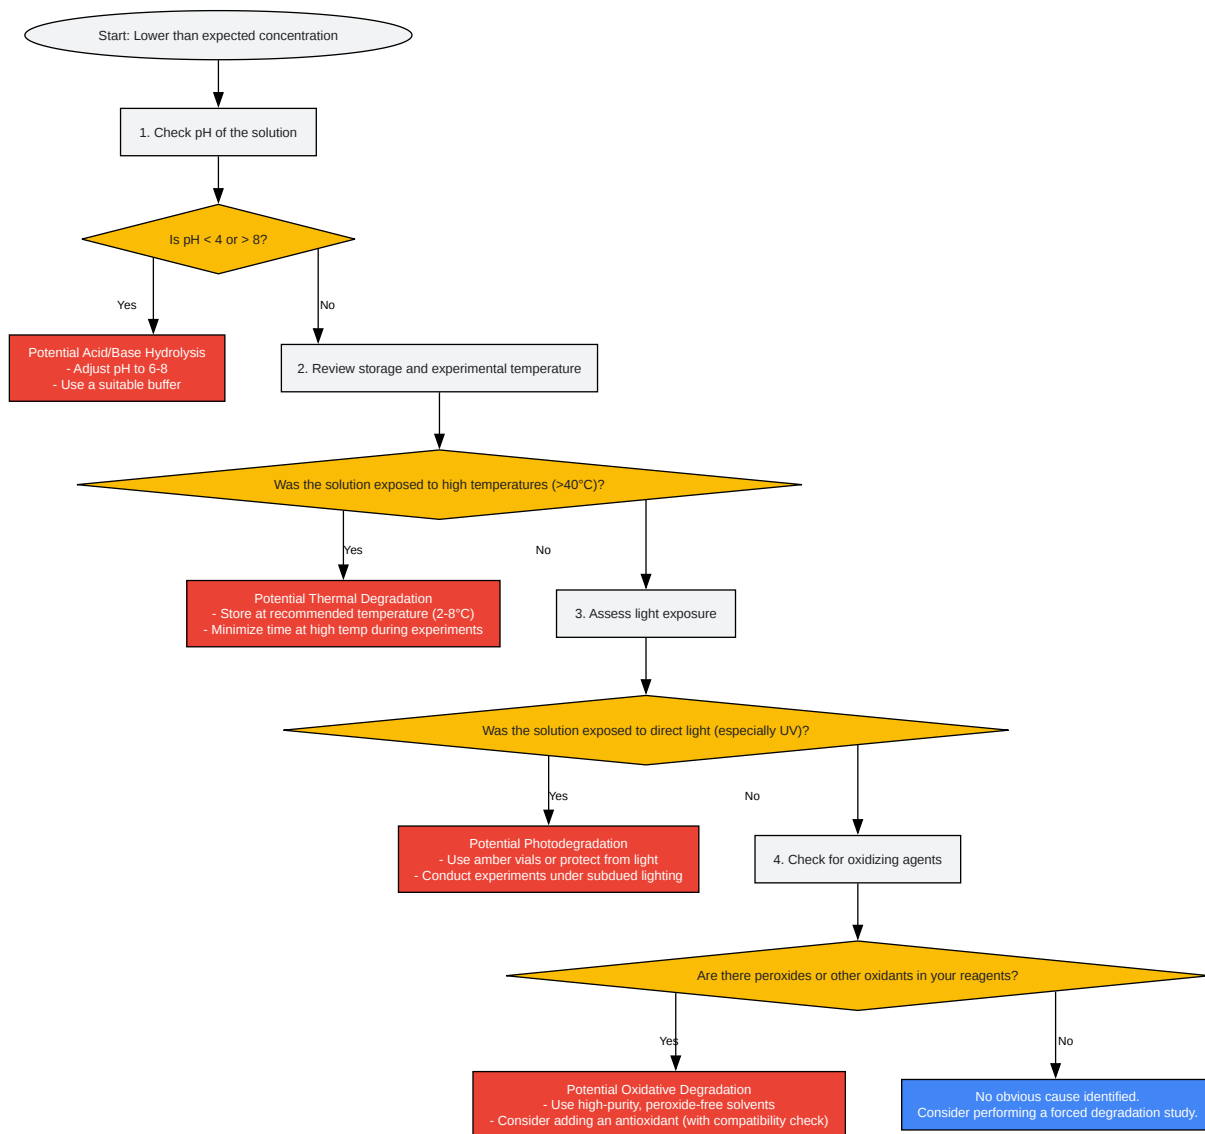 Start: Lower than expected concentration
1. Check pH of the solution
Is pH < 4 or > 8?
Yes
No
Potential Acid/Base Hydrolysis
- Adjust pH to 6-8
- Use a suitable buffer
2. Review storage and experimental temperature
Was the solution exposed to high temperatures (>40°C)?
Yes
No
Potential Thermal Degradation
- Store at recommended temperature (2-8°C)
- Minimize time at high temp during experiments
3. Assess light exposure
Was the solution exposed to direct light (especially UV)?
Yes
No
Potential Photodegradation
- Use amber vials or protect from light
- Conduct experiments under subdued lighting
4. Check for oxidizing agents
Are there peroxides or other oxidants in your reagents?
Yes
No
Potential Oxidative Degradation
- Use high-purity, peroxide-free solvents
- Consider adding an antioxidant (with compatibility check)
No obvious cause identified.
Consider performing a forced degradation study.